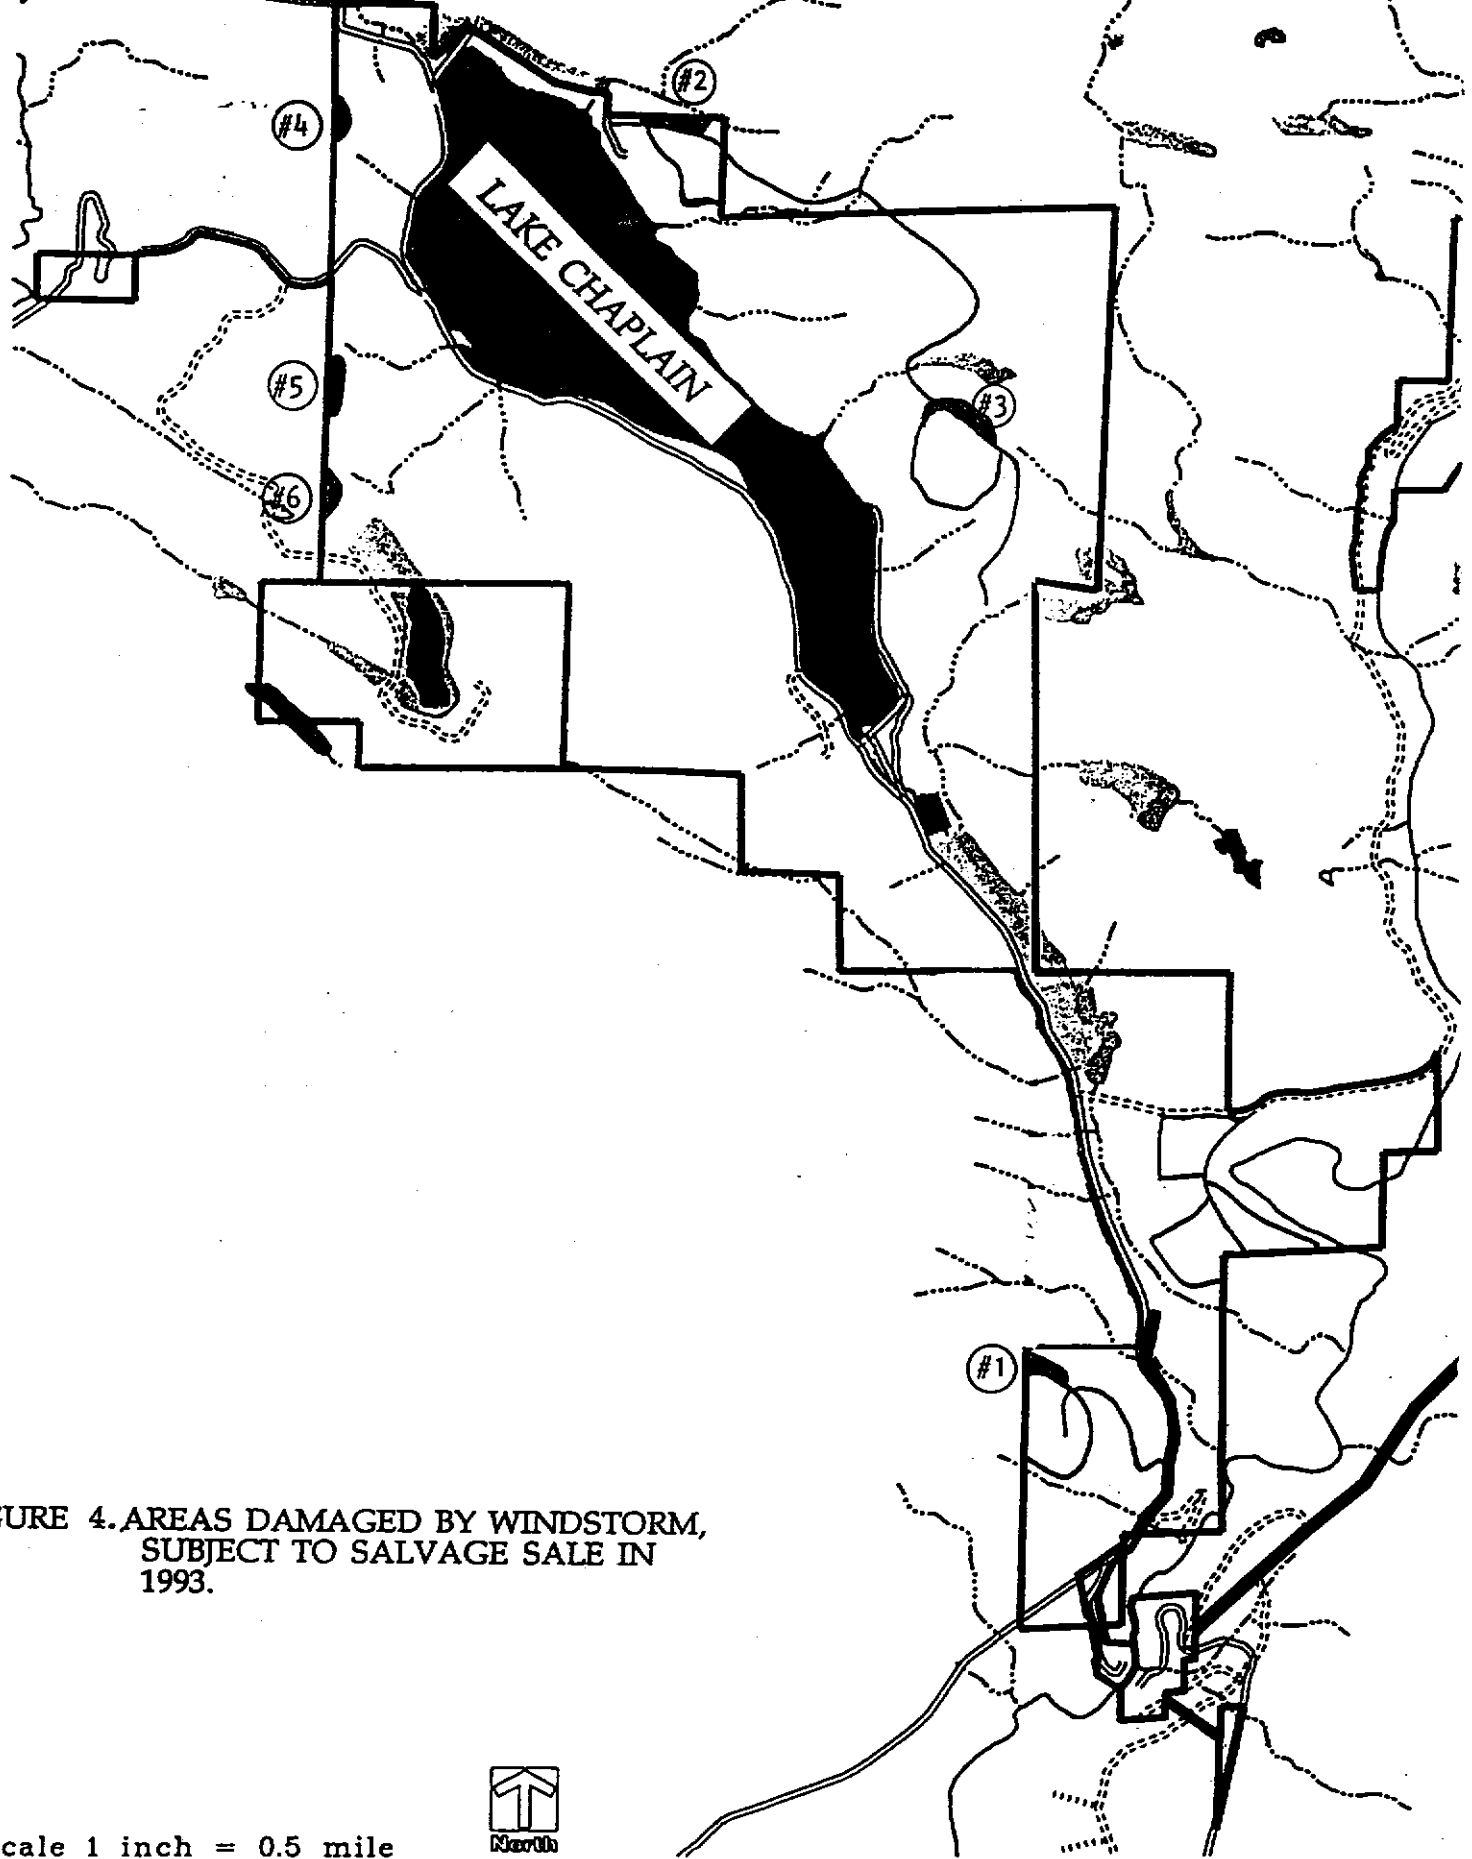 #2
#4
LAKE CHAPLAIN
#5
#3
#6
#1
GURE 4. AREAS DAMAGED BY WINDSTORM,
SUBJECT TO SALVAGE SALE IN
1993.
North
cale 1 inch = 0.5 mile